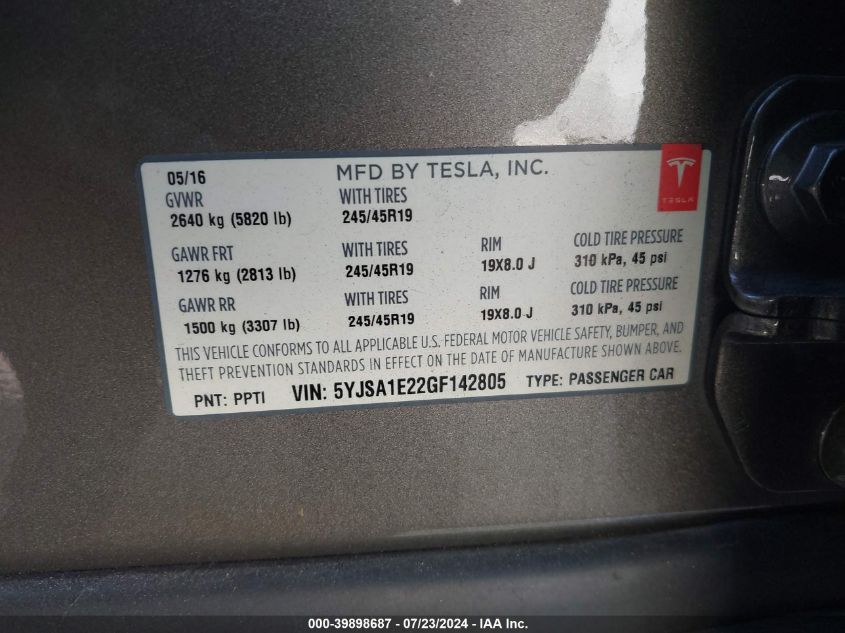 05/16 MFD BY TESLA, INC.
GVWR WITH TIRES
2640 kg (5820 lb) 245/45R19
TESLA
GAWR FRT WITH TIRES RIM COLD TIRE PRESSURE
1276 kg (2813 lb) 245/45R19 19X8.0 J 310 kPa, 45 psi
GAWR RR WITH TIRES RIM COLD TIRE PRESSURE
1500 kg (3307 lb) 245/45R19 19X8.0 J 310 kPa, 45 psi
THIS VEHICLE CONFORMS TO ALL APPLICABLE U.S. FEDERAL MOTOR VEHICLE SAFETY, BUMPER, AND
THEFT PREVENTION STANDARDS IN EFFECT ON THE DATE OF MANUFACTURE SHOWN ABOVE.
PNT: PPTI VIN: 5YJSA1E22GF142805 TYPE: PASSENGER CAR
000-39898687 - 07/23/2024 - IAA Inc.